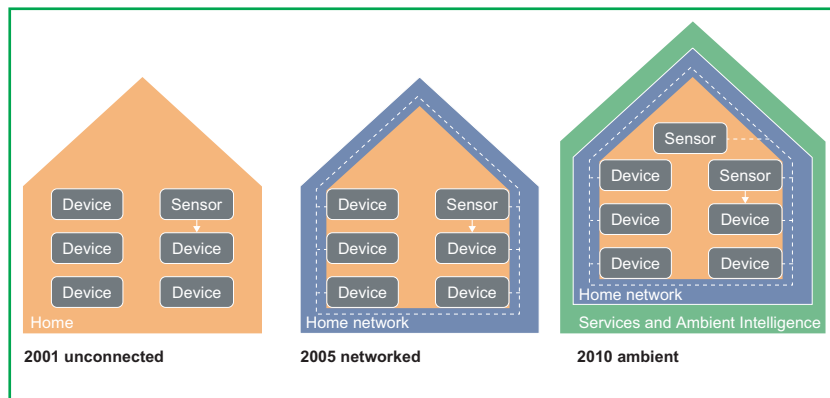 Device
Sensor
Device
Device
Device
Device
Home
2001 unconnected
Device
Sensor
Device
Device
Device
Device
Home network
2005 networked
Sensor
Device
Sensor
Device
Device
Device
Device
Home network
Services and Ambient Intelligence
2010 ambient